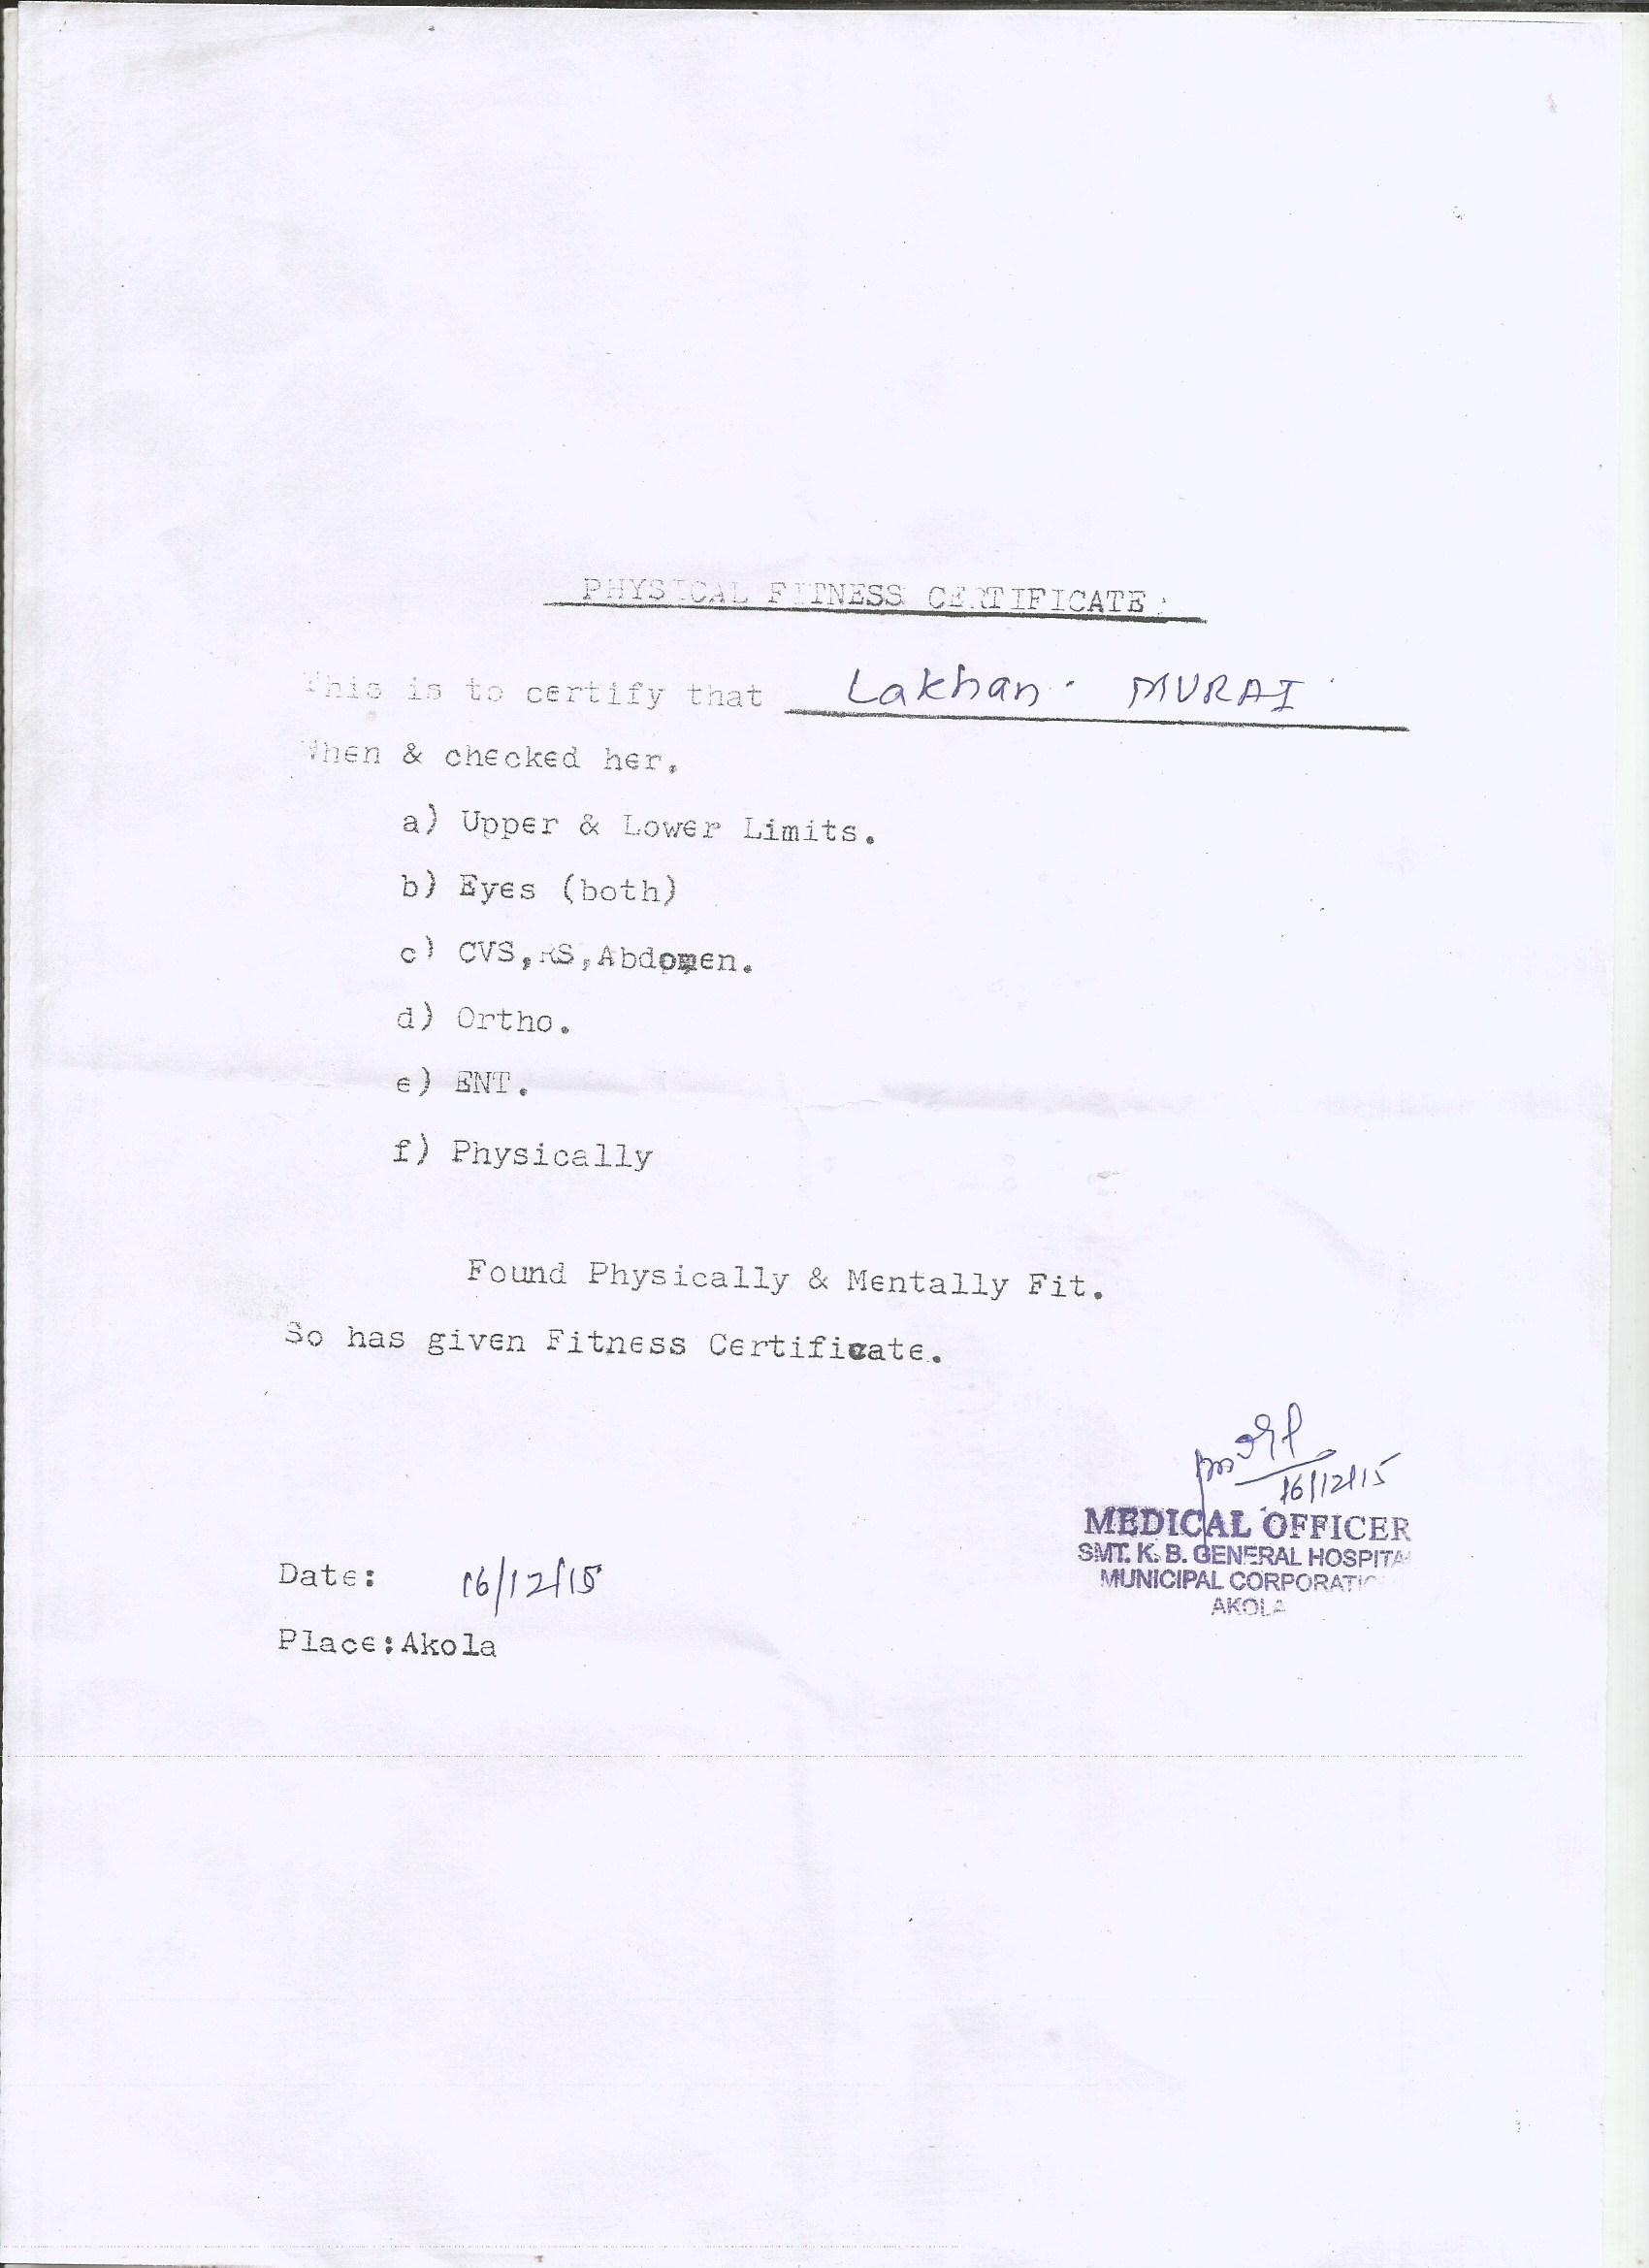 PHYSICAL FITNESS CERTIFICATE:
This is to certify that Lakhan. MURAI
When & checked her.
a) Upper & Lower Limits.
b) Eyes (both)
c) CVS,RS,Abdomen.
d) Ortho.
e) ENT.
f) Physically
Found Physically & Mentally Fit.
So has given Fitness Certificate.
16/12/15
MEDICAL OFFICER
SMT. K. B. GENERAL HOSPITA
MUNICIPAL CORPORATIO
AKOLA
Date: 16/12/15
Place:Akola